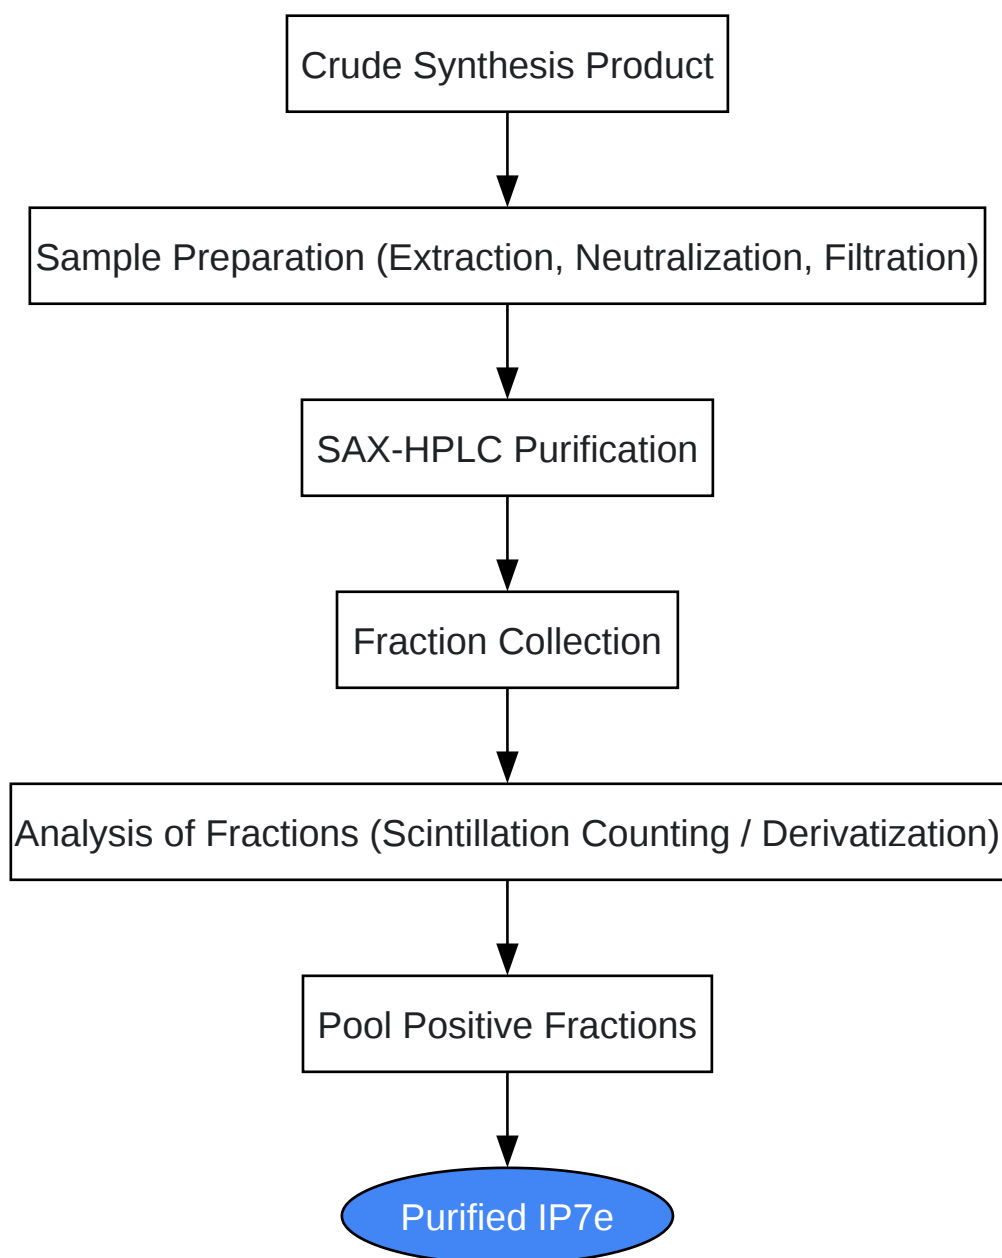 Crude Synthesis Product
Sample Preparation (Extraction, Neutralization, Filtration)
SAX-HPLC Purification
Fraction Collection
Analysis of Fractions (Scintillation Counting / Derivatization)
Pool Positive Fractions
Purified IP7e